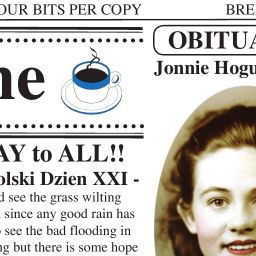 OUR BITS PER COPY
BRE
OBITUA
ne
Jonnie Hogu
AY to ALL!!
olski Dzien XXI -
d see the grass wilting
since any good rain has
o see the bad flooding in
ng but there is some hope